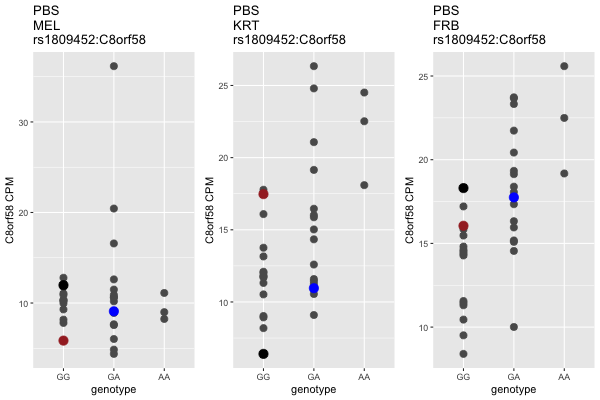 PBS
MEL
rs1809452:C8orf58
C8orf58 CPM
30
20
10
GG GA AA
genotype
PBS
KRT
rs1809452:C8orf58
C8orf58 CPM
25
20
15
10
GG GA AA
genotype
PBS
FRB
rs1809452:C8orf58
C8orf58 CPM
25
20
15
10
GG GA AA
genotype